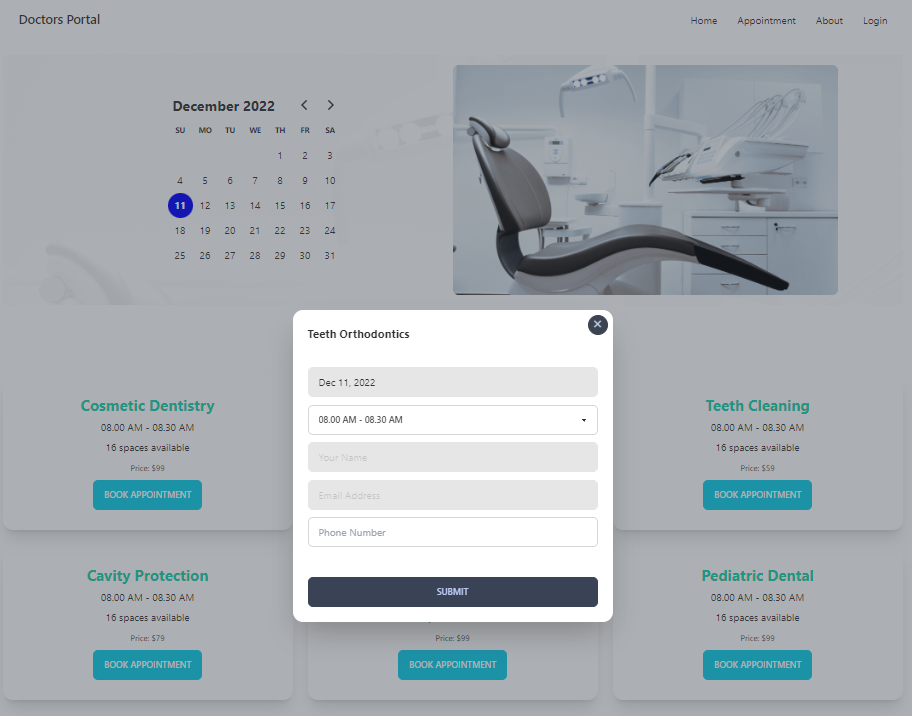 Doctors Portal
Home Appointment About Login
December 2022
SU MO TU WE TH FR SA
1 2 3
4 5 6 7 8 9 10
11 12 13 14 15 16 17
18 19 20 21 22 23 24
25 26 27 28 29 30 31
Teeth Orthodontics
Dec 11, 2022
08.00 AM - 08.30 AM
Your Name
Email Address
Phone Number
SUBMIT
Cosmetic Dentistry
08.00 AM - 08.30 AM
16 spaces available
Price: $99
BOOK APPOINTMENT
Teeth Cleaning
08.00 AM - 08.30 AM
16 spaces available
Price: $59
BOOK APPOINTMENT
Cavity Protection
08.00 AM - 08.30 AM
16 spaces available
Price: $79
BOOK APPOINTMENT
Price: $99
BOOK APPOINTMENT
Pediatric Dental
08.00 AM - 08.30 AM
16 spaces available
Price: $99
BOOK APPOINTMENT